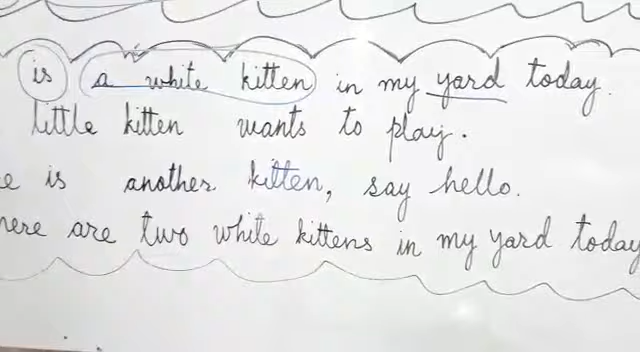 is a white kitten in my yard today.
little kitten wants to play.
is another kitten, say hello.
are two white kittens in my yard today